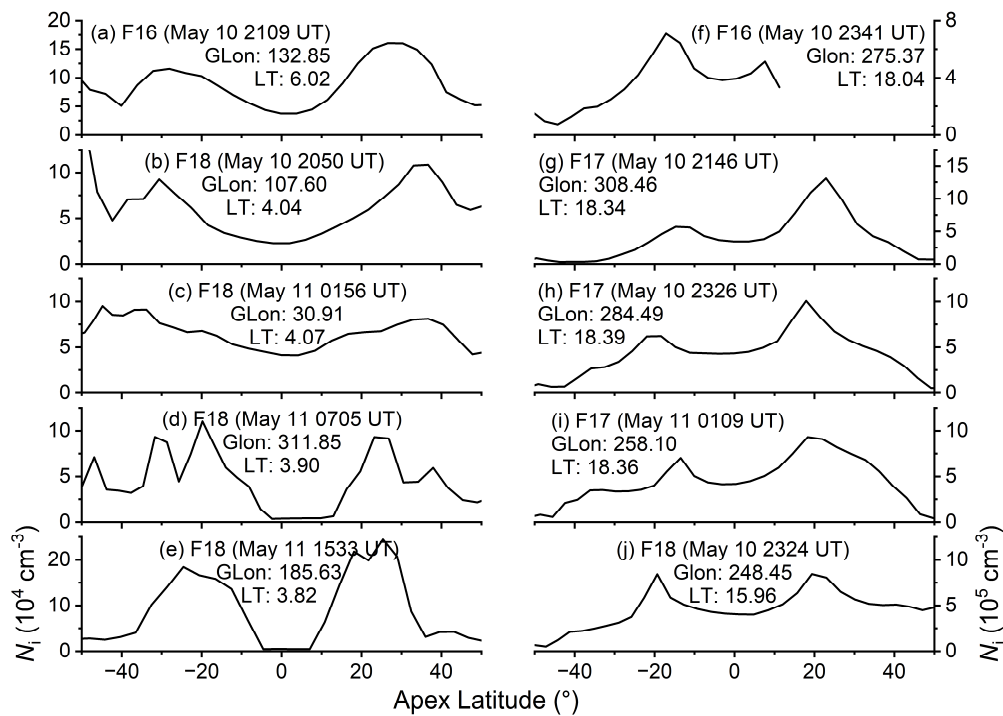 (a) F16 (May 10 2109 UT)
GLon: 132.85
LT: 6.02
20
15
10
5
0
(f) F16 (May 10 2341 UT)
275.37
18.04
8
4
0
(b) F18 (May 10 2050 UT)
GLon: 107.60
LT: 4.04
10
5
0
(g) F17 (May 10 2146 UT)
Glon: 308.46
LT: 18.34
15
10
5
0
(c) F18 (May 11 0156 UT)
GLon: 30.91
LT: 4.07
10
5
0
(h) F17 (May 10 2326 UT)
GLon: 284.49
LT: 18.39
10
5
0
(d) F18 (May 11 0705 UT)
Glon: 311.85
LT: 3.90
10
5
0
(i) F17 (May 11 0109 UT)
GLon: 258.10
LT: 18.36
10
5
0
(e) F18 (May 11 1533 UT)
GLon: 185.63
LT: 3.82
20
10
0
(j) F18 (May 10 2324 UT)
Glon: 248.45
LT: 15.96
10
5
0
Nᵢ (10⁴ cm⁻³)
Nᵢ (10⁵ cm⁻³)
−40 −20 0 20 40
−40 −20 0 20 40
Apex Latitude (°)